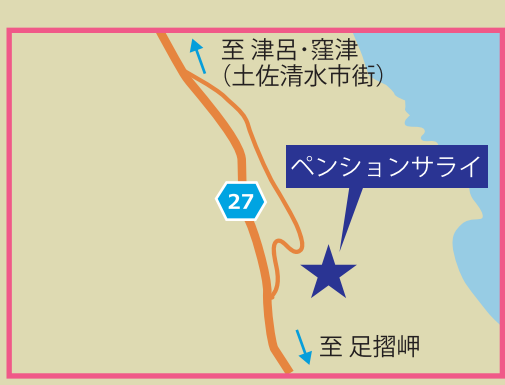 至 津呂・窪津
（土佐清水市街）
ペンションサライ
27
至 足摺岬